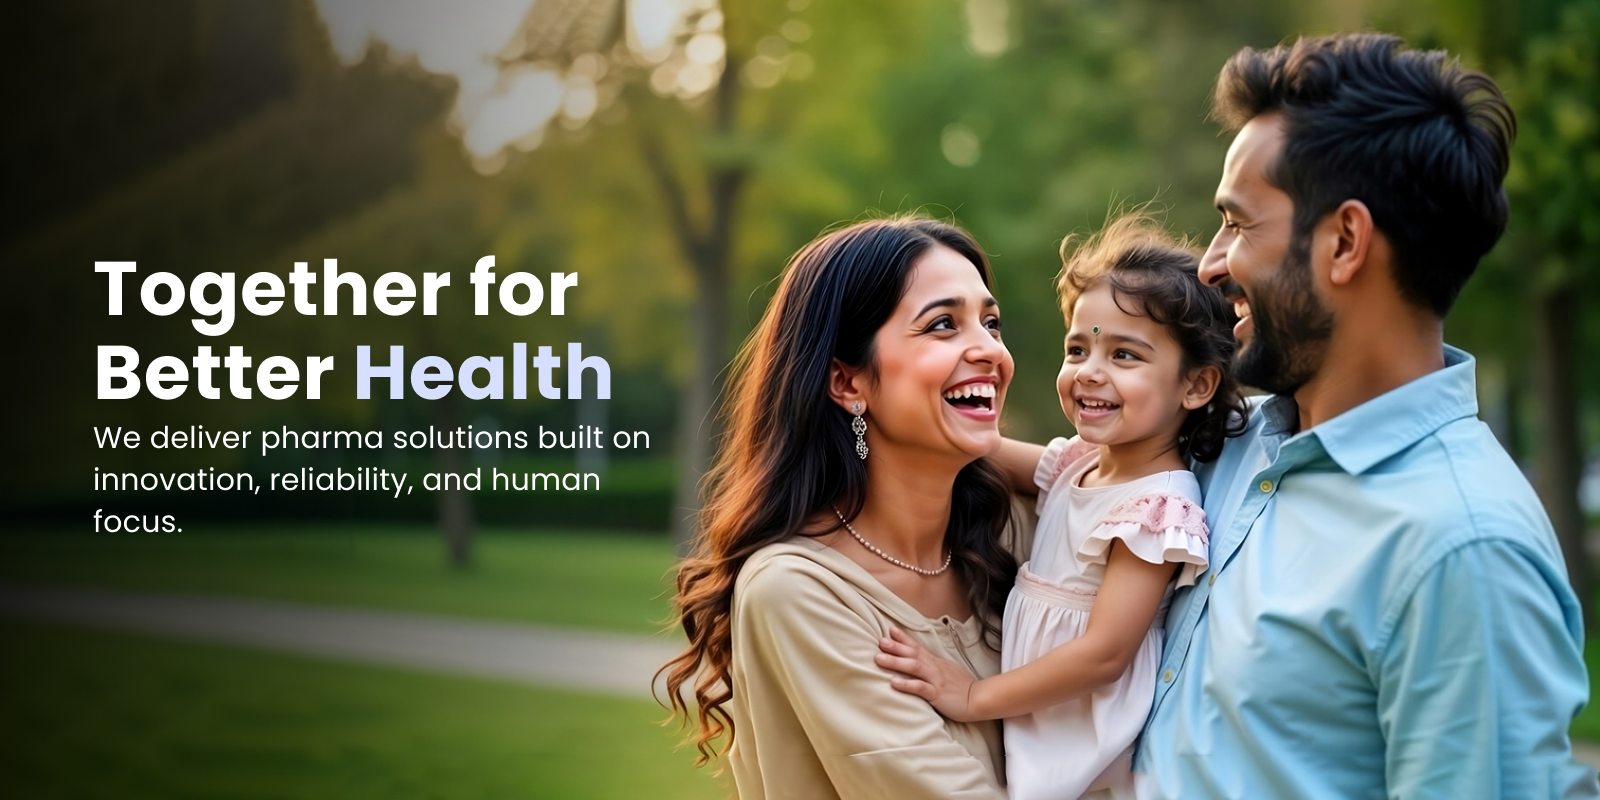 Together for
Better Health
We deliver pharma solutions built on
innovation, reliability, and human
focus.